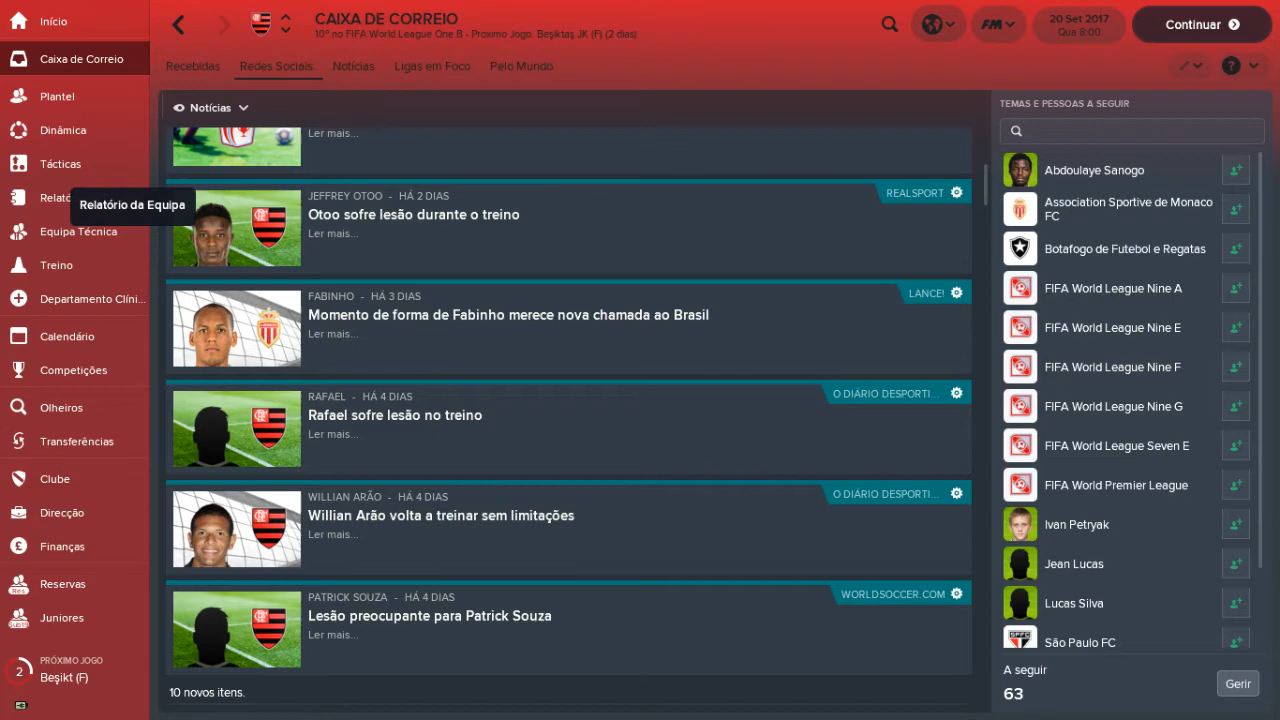 Início
Caixa de Correio
Plantel
Dinâmica
Tácticas
Relató
Relatório da Equipa
Equipa Técnica
Treino
Departamento Clíni...
Calendário
Competições
Olheiros
Transferências
Clube
Direcção
Finanças
Reservas
Juniores
PRÓXIMO JOGO
2
Beşikt (F)
CAIXA DE CORREIO
10º no FIFA World League One B - Proximo Jogo: Beşiktaş JK (F) (2 dias)
FM
20 Set 2017
Qua 8:00
Continuar
Recebidas
Redes Sociais
Notícias
Ligas em Foco
Pelo Mundo
Notícias
Ler mais...
JEFFREY OTOO - HÁ 2 DIAS
REALSPORT
Otoo sofre lesão durante o treino
Ler mais...
FABINHO - HÁ 3 DIAS
LANCE!
Momento de forma de Fabinho merece nova chamada ao Brasil
Ler mais...
RAFAEL - HÁ 4 DIAS
O DIÁRIO DESPORTI...
Rafael sofre lesão no treino
Ler mais...
WILLIAN ARÃO - HÁ 4 DIAS
O DIÁRIO DESPORTI...
Willian Arão volta a treinar sem limitações
Ler mais...
PATRICK SOUZA - HÁ 4 DIAS
WORLDSOCCER.COM
Lesão preocupante para Patrick Souza
Ler mais...
10 novos itens.
TEMAS E PESSOAS A SEGUIR
Abdoulaye Sanogo
Association Sportive de Monaco
FC
Botafogo de Futebol e Regatas
FIFA World League Nine A
FIFA World League Nine E
FIFA World League Nine F
FIFA World League Nine G
FIFA World League Seven E
FIFA World Premier League
Ivan Petryak
Jean Lucas
Lucas Silva
SPFC
São Paulo FC
A seguir
63
Gerir